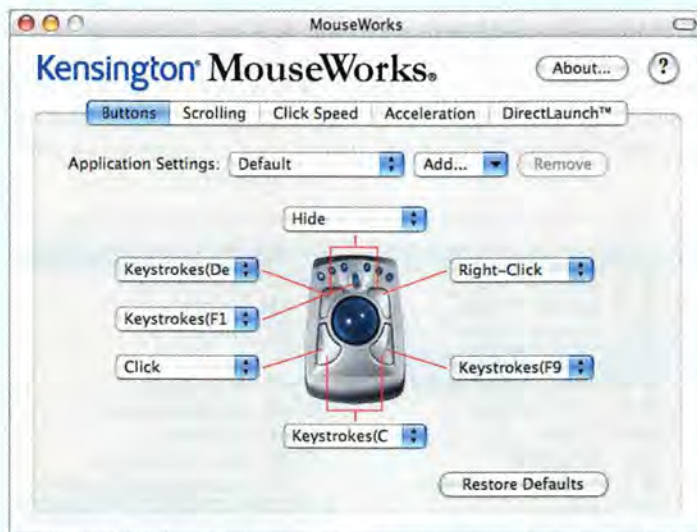 MouseWorks
Kensington MouseWorks®
About...
?
Buttons Scrolling Click Speed Acceleration DirectLaunch™
Application Settings: Default Add... Remove
Hide
Keystrokes(De Right-Click
Keystrokes(F1
Click Keystrokes(F9
Keystrokes(C
Restore Defaults